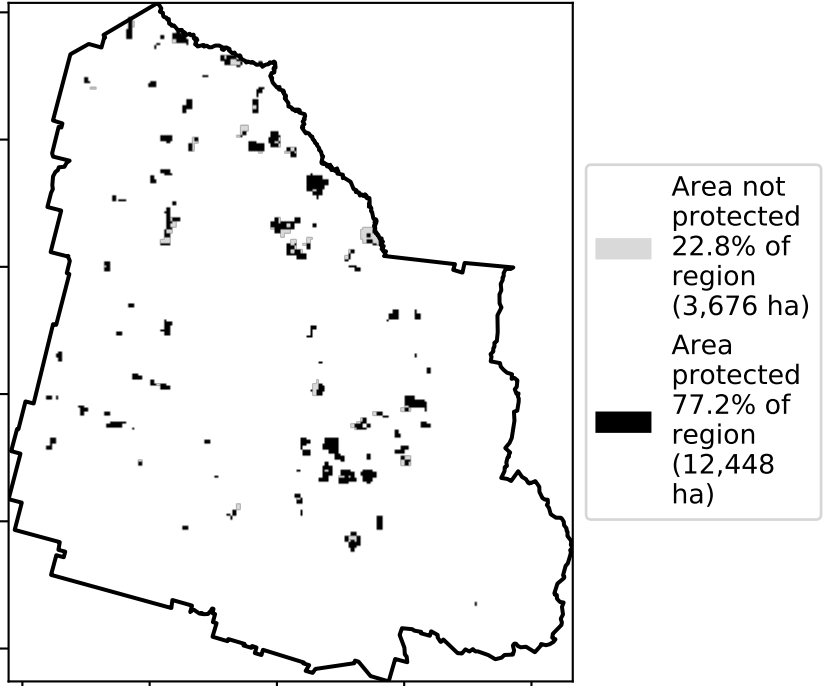 Area not
protected
22.8% of
region
(3,676 ha)
Area
protected
77.2% of
region
(12,448
ha)